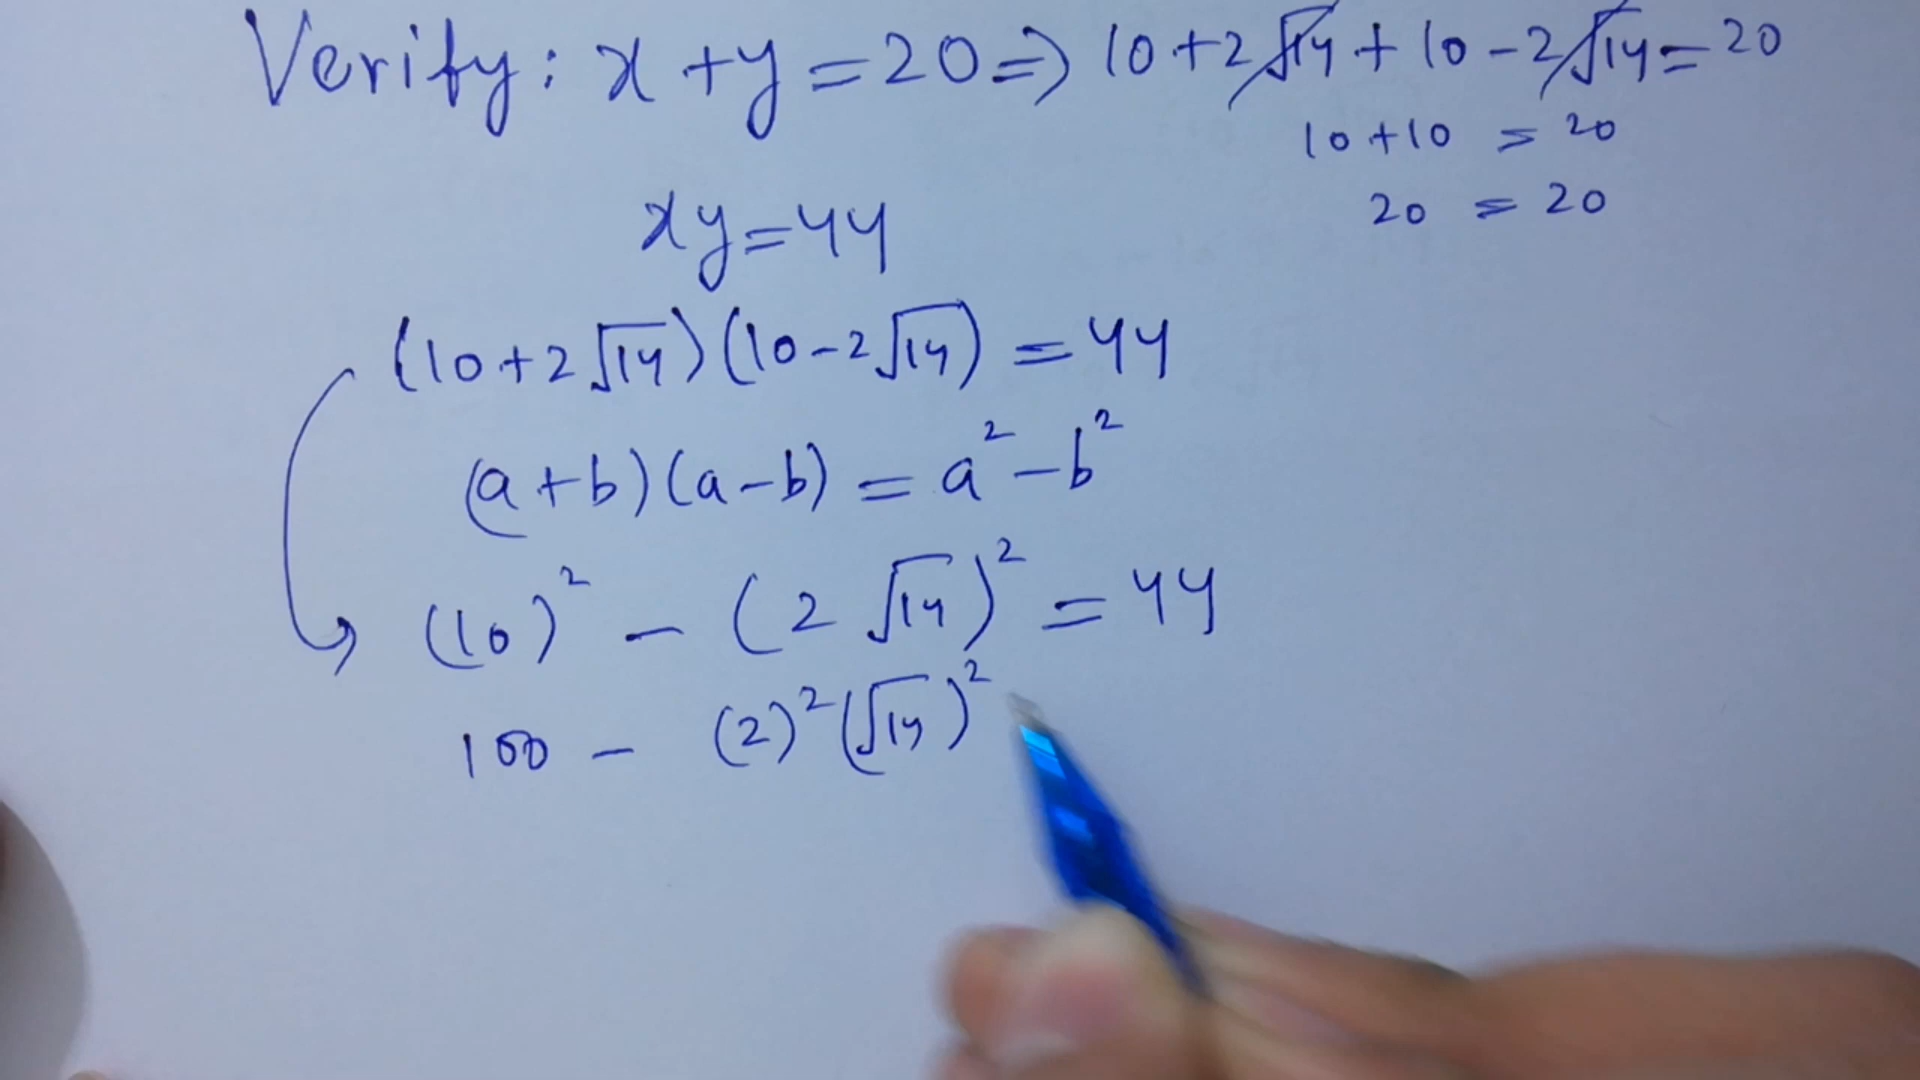 Verify: x + y = 20 ⇒ 10 + 2√14 + 10 - 2√14 = 20
10 + 10 = 20
20 = 20
xy = 44
(10 + 2√14)(10 - 2√14) = 44
(a + b)(a - b) = a² - b²
(10)² - (2√14)² = 44
100 - (2)²(√14)²